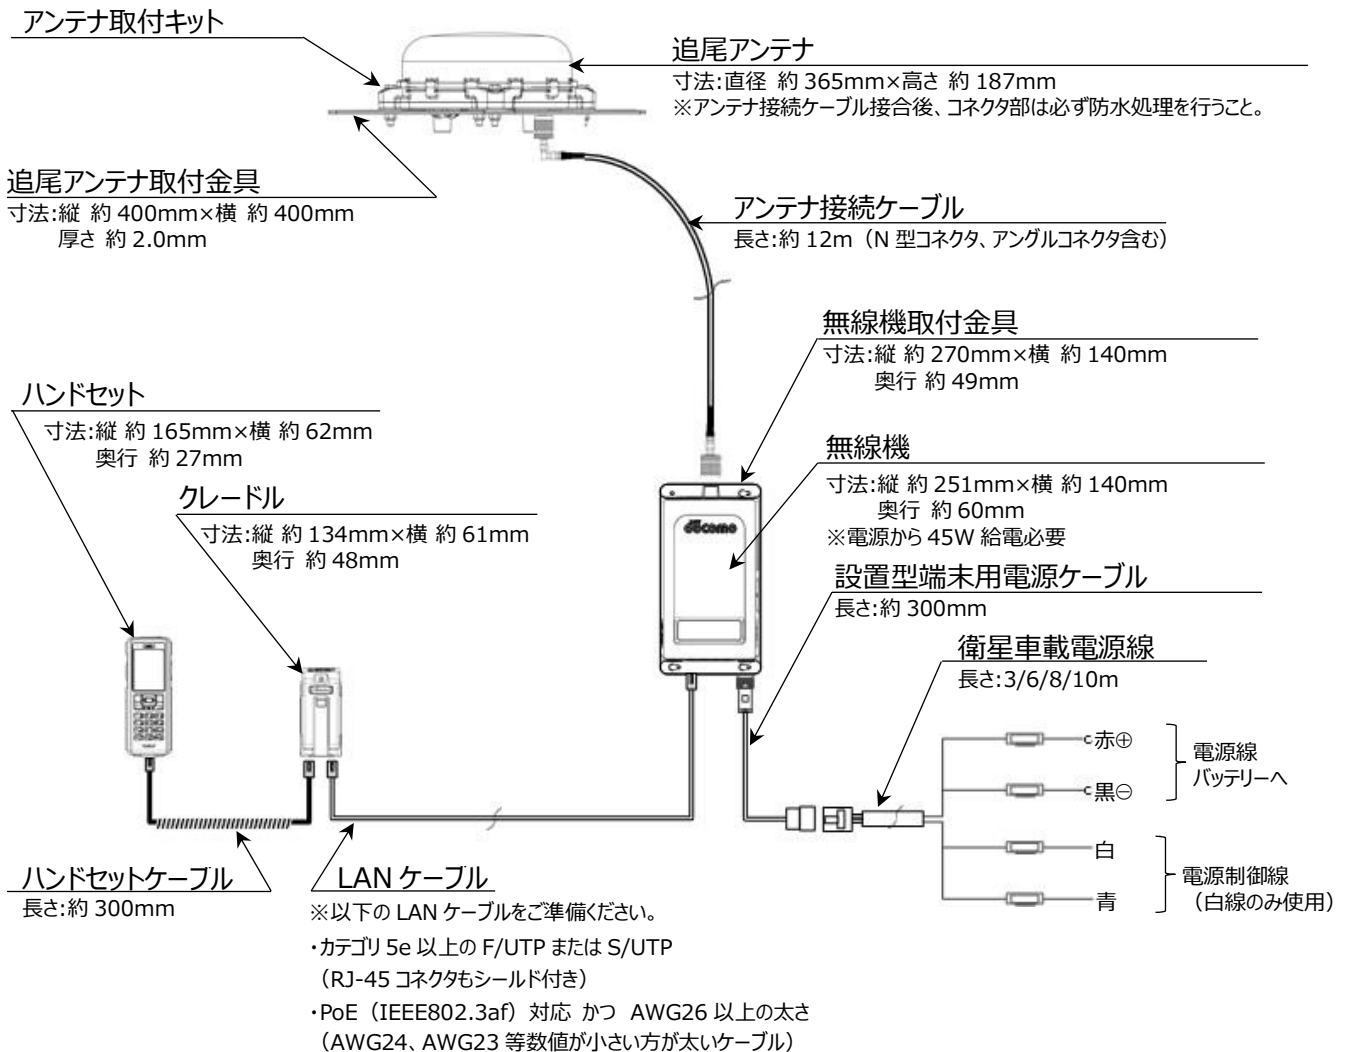 アンテナ取付キット
追尾アンテナ
寸法:直径 約 365mm×高さ 約 187mm
※アンテナ接続ケーブル接合後、コネクタ部は必ず防水処理を行うこと。
追尾アンテナ取付金具
寸法:縦 約 400mm×横 約 400mm
厚さ 約 2.0mm
アンテナ接続ケーブル
長さ:約 12m（N 型コネクタ、アングルコネクタ含む）
無線機取付金具
寸法:縦 約 270mm×横 約 140mm
奥行 約 49mm
ハンドセット
寸法:縦 約 165mm×横 約 62mm
奥行 約 27mm
無線機
寸法:縦 約 251mm×横 約 140mm
奥行 約 60mm
※電源から 45W 給電必要
クレードル
寸法:縦 約 134mm×横 約 61mm
奥行 約 48mm
döcomo
設置型端末用電源ケーブル
長さ:約 300mm
衛星車載電源線
長さ:3/6/8/10m
赤⊕
黒⊖
電源線
バッテリーへ
白
青
電源制御線
（白線のみ使用）
ハンドセットケーブル
長さ:約 300mm
LAN ケーブル
※以下の LAN ケーブルをご準備ください。
・カテゴリ 5e 以上の F/UTP または S/UTP
（RJ-45 コネクタもシールド付き）
・PoE（IEEE802.3af）対応 かつ AWG26 以上の太さ
（AWG24、AWG23 等数値が小さい方が太いケーブル）